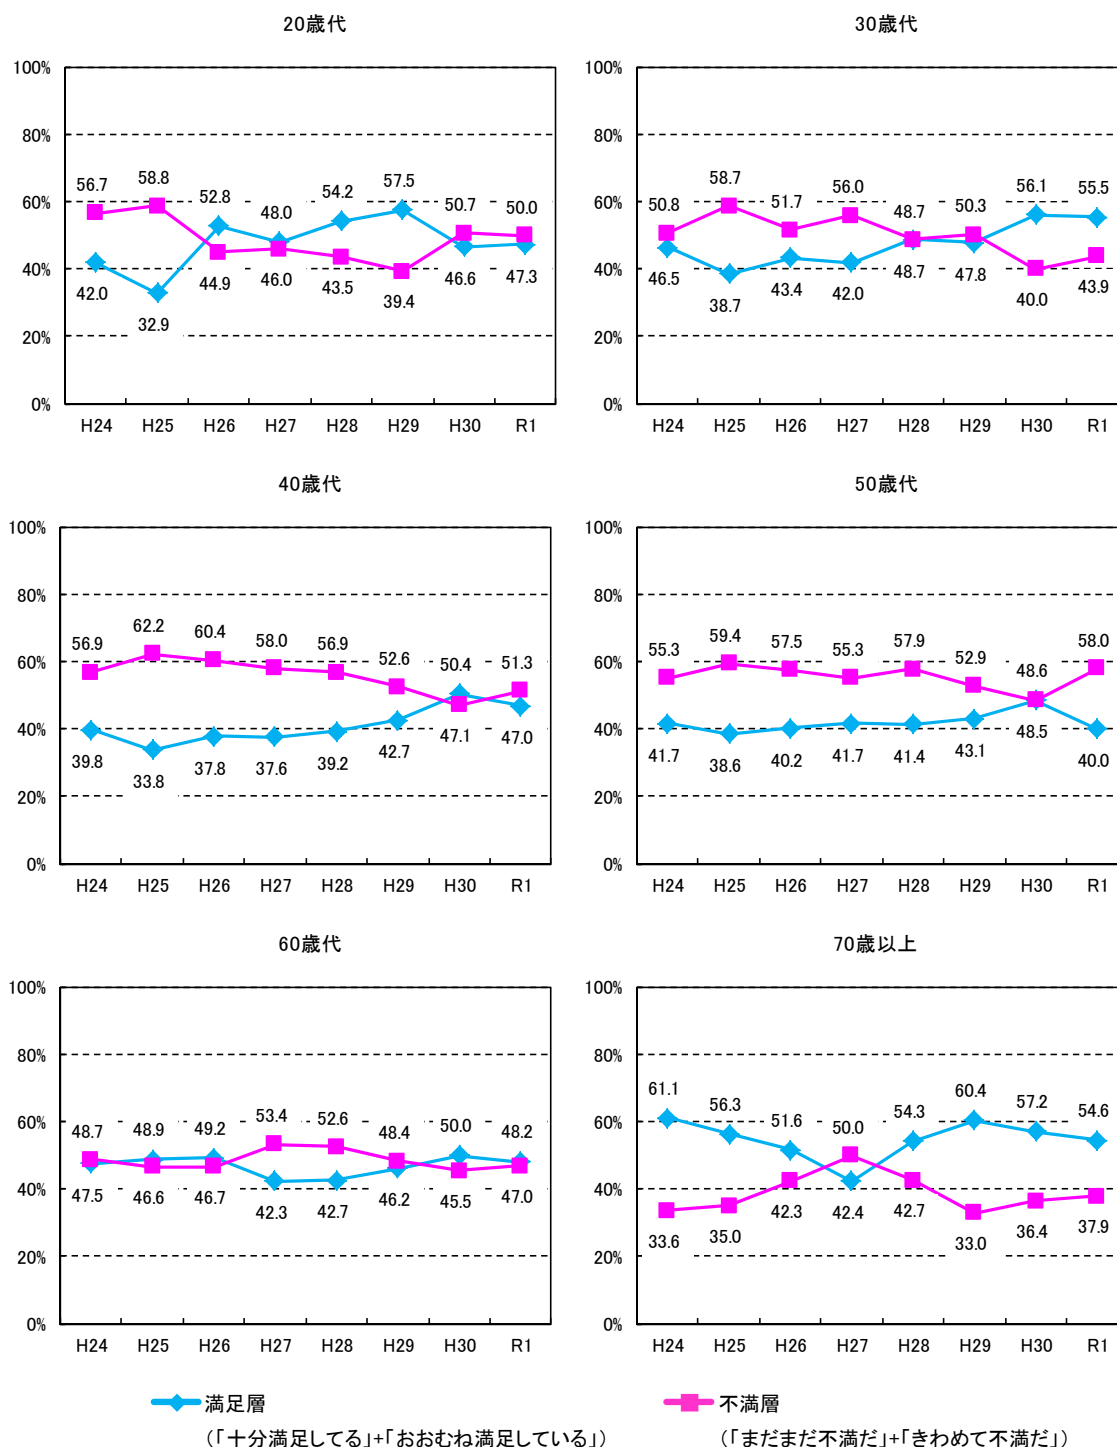 20歳代
100%
80%
60%
40%
20%
0%
56.7 58.8 52.8 48.0 54.2 57.5 50.7 50.0
42.0 32.9 44.9 46.0 43.5 39.4 46.6 47.3
H24 H25 H26 H27 H28 H29 H30 R1
30歳代
100%
80%
60%
40%
20%
0%
50.8 58.7 51.7 56.0 48.7 50.3 56.1 55.5
46.5 38.7 43.4 42.0 48.7 47.8 40.0 43.9
H24 H25 H26 H27 H28 H29 H30 R1
40歳代
100%
80%
60%
40%
20%
0%
56.9 62.2 60.4 58.0 56.9 52.6 50.4 51.3
39.8 33.8 37.8 37.6 39.2 42.7 47.1 47.0
H24 H25 H26 H27 H28 H29 H30 R1
50歳代
100%
80%
60%
40%
20%
0%
55.3 59.4 57.5 55.3 57.9 52.9 48.6 58.0
41.7 38.6 40.2 41.7 41.4 43.1 48.5 40.0
H24 H25 H26 H27 H28 H29 H30 R1
60歳代
100%
80%
60%
40%
20%
0%
48.7 48.9 49.2 53.4 52.6 48.4 50.0 48.2
47.5 46.6 46.7 42.3 42.7 46.2 45.5 47.0
H24 H25 H26 H27 H28 H29 H30 R1
70歳以上
100%
80%
60%
40%
20%
0%
61.1 56.3 51.6 50.0 54.3 60.4 57.2 54.6
33.6 35.0 42.3 42.4 42.7 33.0 36.4 37.9
H24 H25 H26 H27 H28 H29 H30 R1
満足層
(「十分満足してる」+「おおむね満足している」)
不満層
(「まだまだ不満だ」+「きわめて不満だ」)